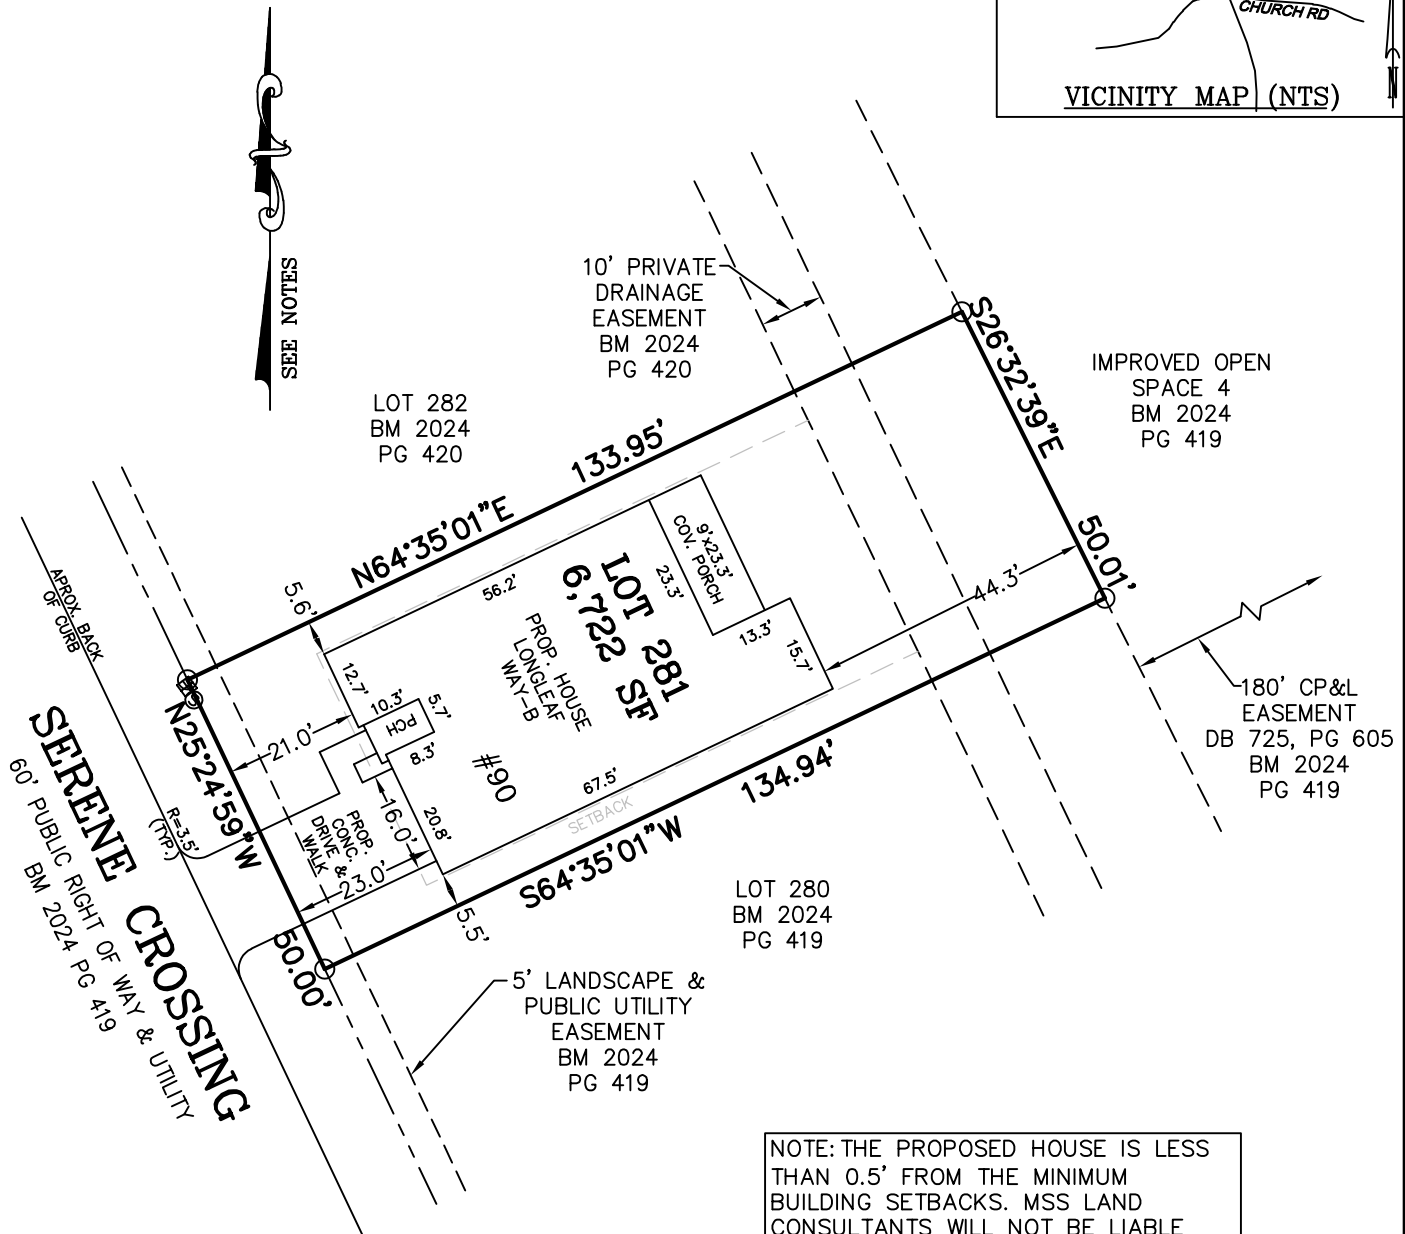 CHURCH RD
VICINITY MAP (NTS)
N
SEE NOTES
10' PRIVATE
DRAINAGE
EASEMENT
BM 2024
PG 420
LOT 282
BM 2024
PG 420
IMPROVED OPEN
SPACE 4
BM 2024
PG 419
S26°32'39"E
50.01'
N64°35'01"E
133.95'
5.6'
56.2'
9'x23.3'
COV. PORCH
23.3'
13.3'
15.7'
44.3'
LOT 281
6,722 SF
PROP. HOUSE
LONGLEAF
WAY-B
#90
12.7'
10.3'
5.7'
PCH
8.3'
20.8'
67.5'
SETBACK
21.0'
16.0'
23.0'
PROP.
CONC.
DRIVE &
WALK
APROX. BACK
OF CURB
R=3.5'
(TYP.)
N25°24'59"W
50.00'
5.5'
S64°35'01"W
134.94'
SERENE CROSSING
60' PUBLIC RIGHT OF WAY & UTILITY
BM 2024 PG 419
LOT 280
BM 2024
PG 419
180' CP&L
EASEMENT
DB 725, PG 605
BM 2024
PG 419
5' LANDSCAPE &
PUBLIC UTILITY
EASEMENT
BM 2024
PG 419
NOTE: THE PROPOSED HOUSE IS LESS
THAN 0.5' FROM THE MINIMUM
BUILDING SETBACKS. MSS LAND
CONSULTANTS WILL NOT BE LIABLE